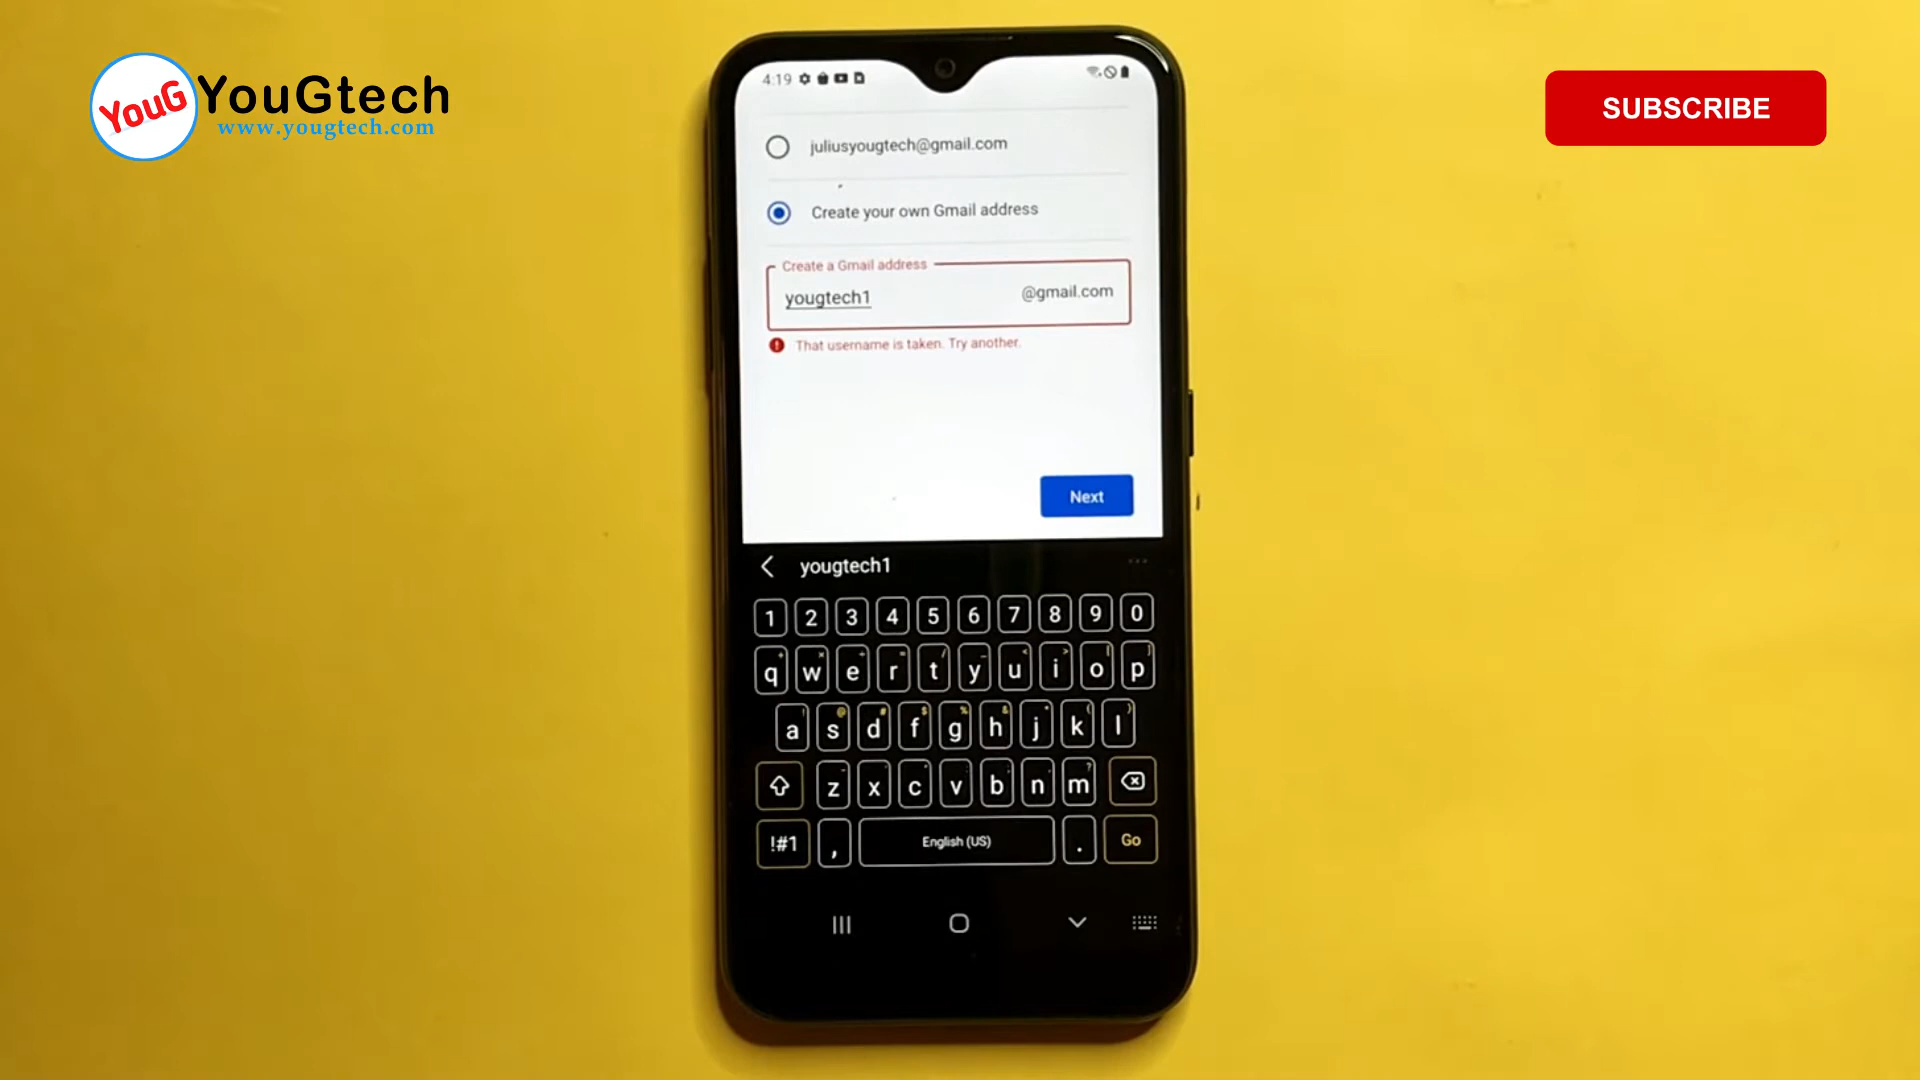 YouG
YouGtech
www.yougtech.com
SUBSCRIBE
4:19
juliusyougtech@gmail.com
Create your own Gmail address
Create a Gmail address
yougtech1 @gmail.com
That username is taken. Try another.
Next
yougtech1
1 2 3 4 5 6 7 8 9 0
q w e r t y u i o p
a s d f g h j k l
z x c v b n m
!#1 , English (US) . Go